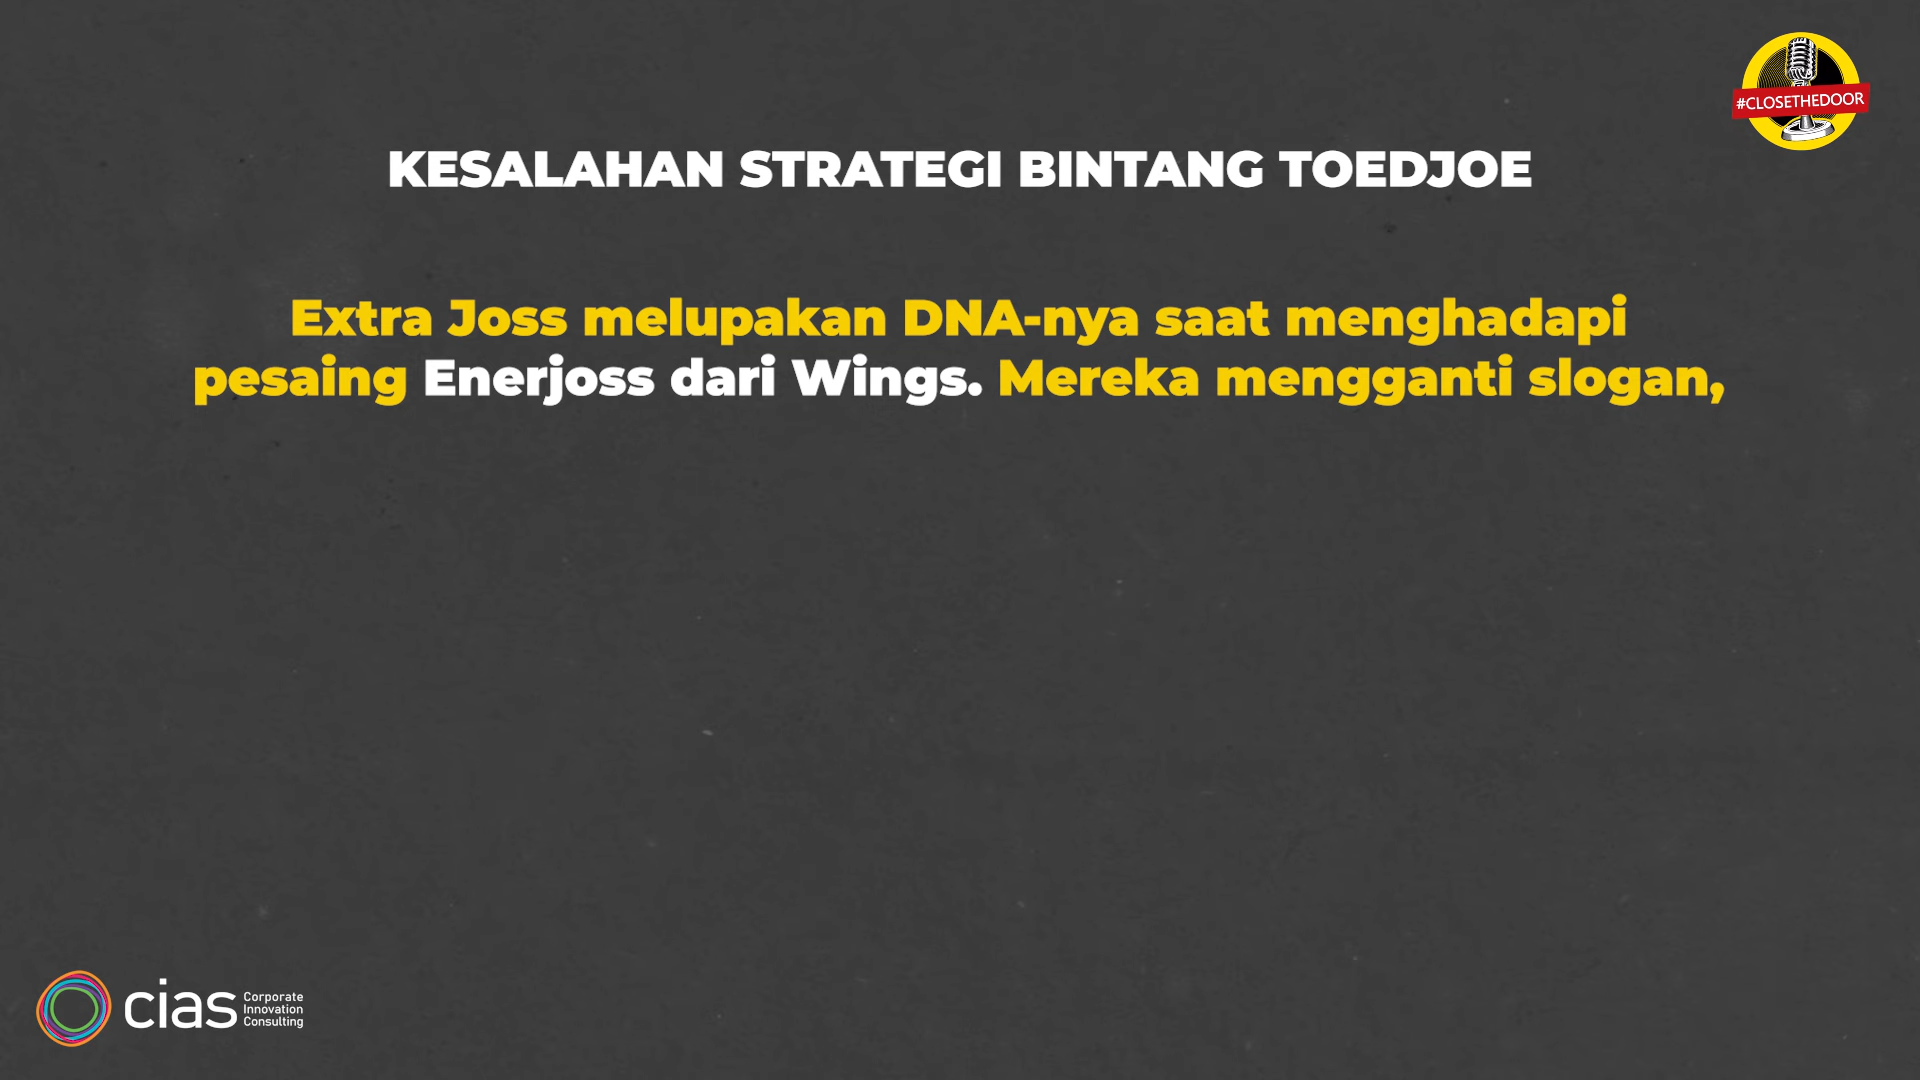 #CLOSETHEDOOR
KESALAHAN STRATEGI BINTANG TOEDJOE
Extra Joss melupakan DNA-nya saat menghadapi
pesaing Enerjoss dari Wings. Mereka mengganti slogan,
cias
Corporate
Innovation
Consulting